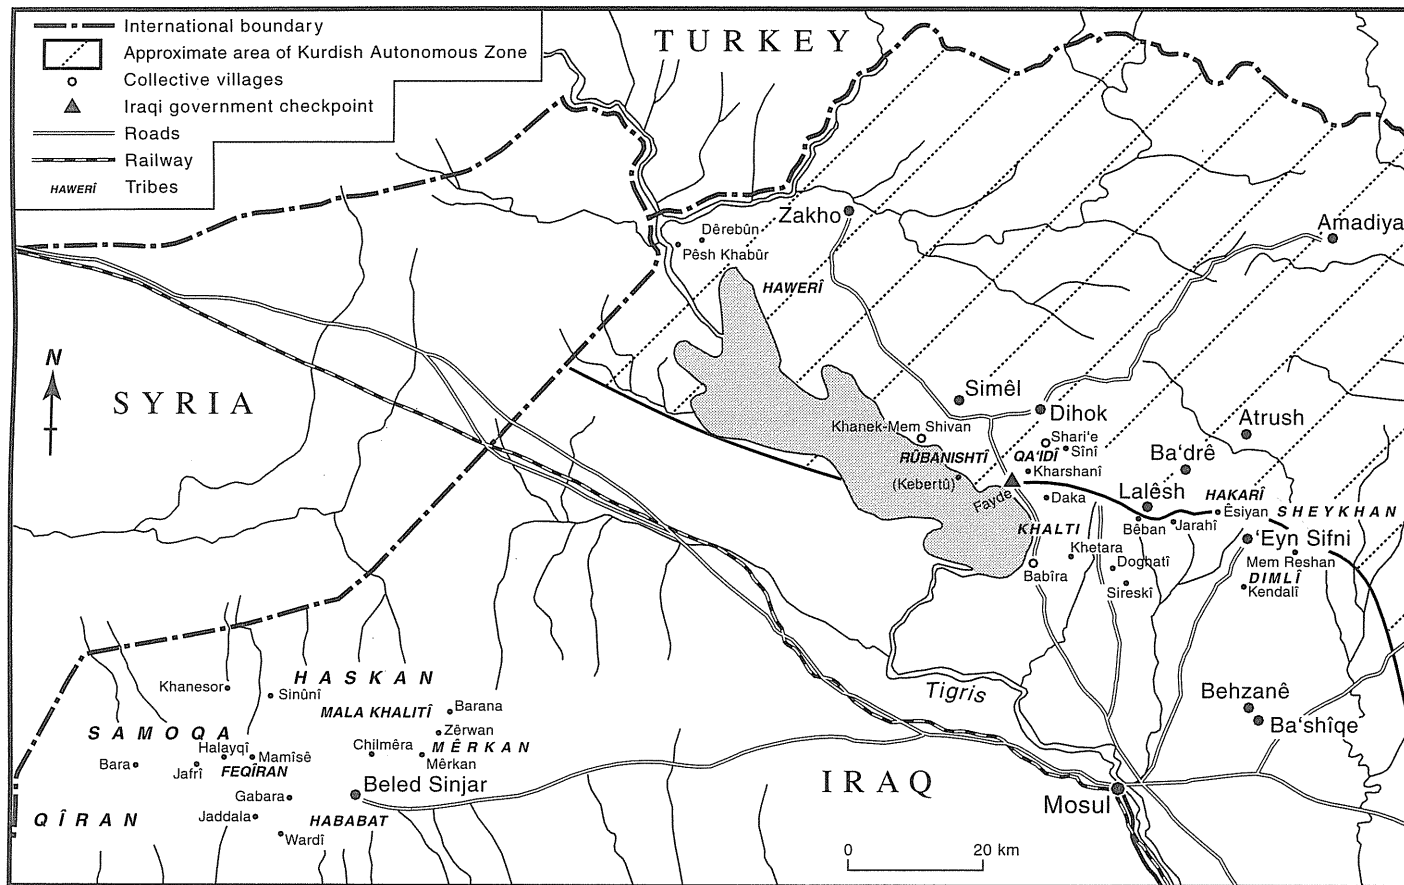 International boundary
Approximate area of Kurdish Autonomous Zone
Collective villages
Iraqi government checkpoint
Roads
Railway
HAWERÎ Tribes
TURKEY
Zakho
Amadiya
Dêrebûn
Pêsh Khabûr
HAWERÎ
N
SYRIA
Simêl
Dihok
Atrush
Khanek-Mem Shivan
Shari'e
Sînî
RÛBANISHTÎ
QA'IDÎ
Kharshanî
Ba'drê
(Kebertû)
Fayde
Daka
Lalêsh
HAKARÎ
Êsiyan
SHEYKHAN
KHALTI
Bêban
Jarahî
'Eyn Sifni
Khetara
Doghatî
Mem Reshan
Babîra
Sireskî
DIMLÎ
Kendalî
HASKAN
Khanesor
Sinûnî
Tigris
Behzanê
MALA KHALITÎ
Barana
Ba'shîqe
SAMOQA
Zêrwan
Halayqî
Chilmêra
MÊRKAN
Bara
Jafrî
Mamîsê
Mêrkan
FEQÎRAN
IRAQ
Gabara
Beled Sinjar
Mosul
QÎRAN
Jaddala
HABABAT
Wardî
0 20 km